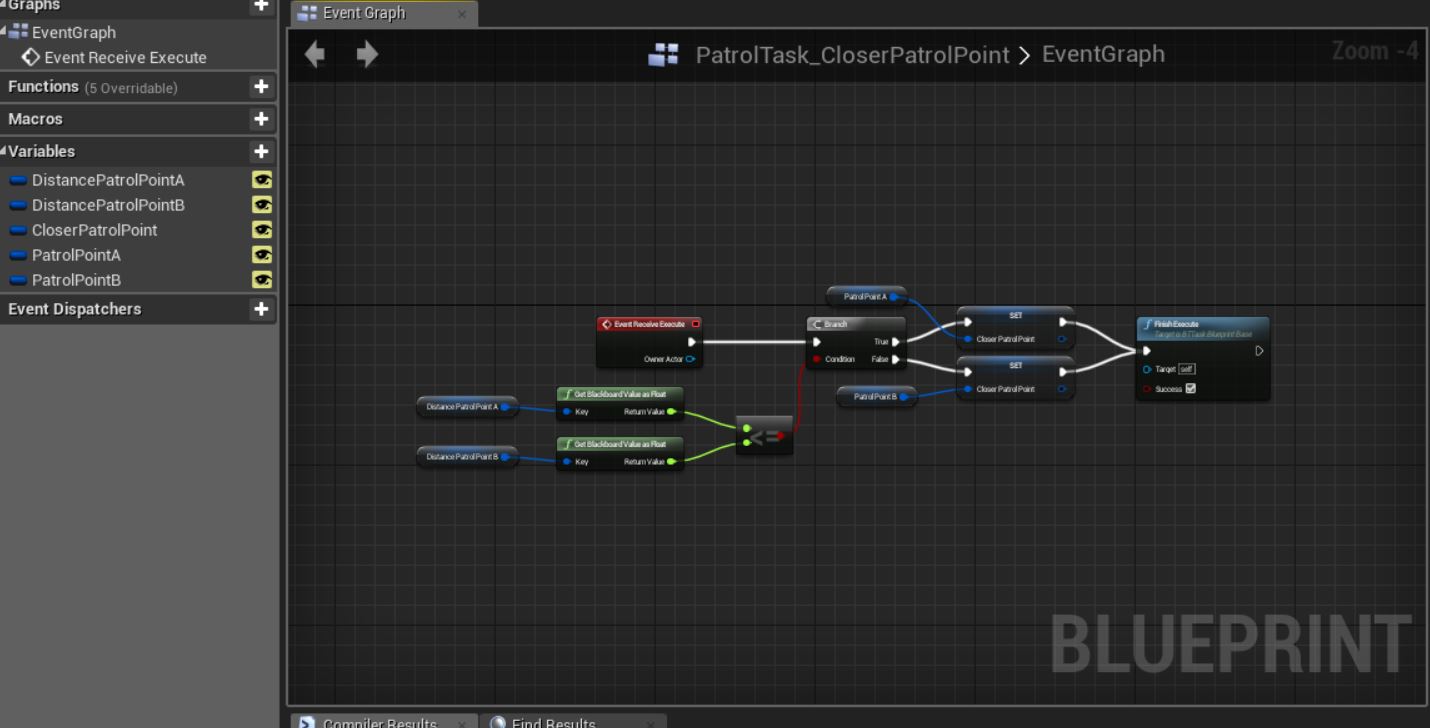 Graphs
EventGraph
Event Receive Execute
Functions (5 Overridable)
Macros
Variables
DistancePatrolPointA
DistancePatrolPointB
CloserPatrolPoint
PatrolPointA
PatrolPointB
Event Dispatchers
Event Graph
PatrolTask_CloserPatrolPoint > EventGraph
Zoom -4
Patrol Point A
Event Receive Execute
Owner Actor
Branch
True
Condition False
SET
Closer Patrol Point
SET
Closer Patrol Point
Patrol Point B
Finish Execute
Target is BTTask Blueprint Base
Target self
Success
Distance Patrol Point A
Get Blackboard Value as Float
Key Return Value
<=
Distance Patrol Point B
Get Blackboard Value as Float
Key Return Value
BLUEPRINT
Compiler Results
Find Results